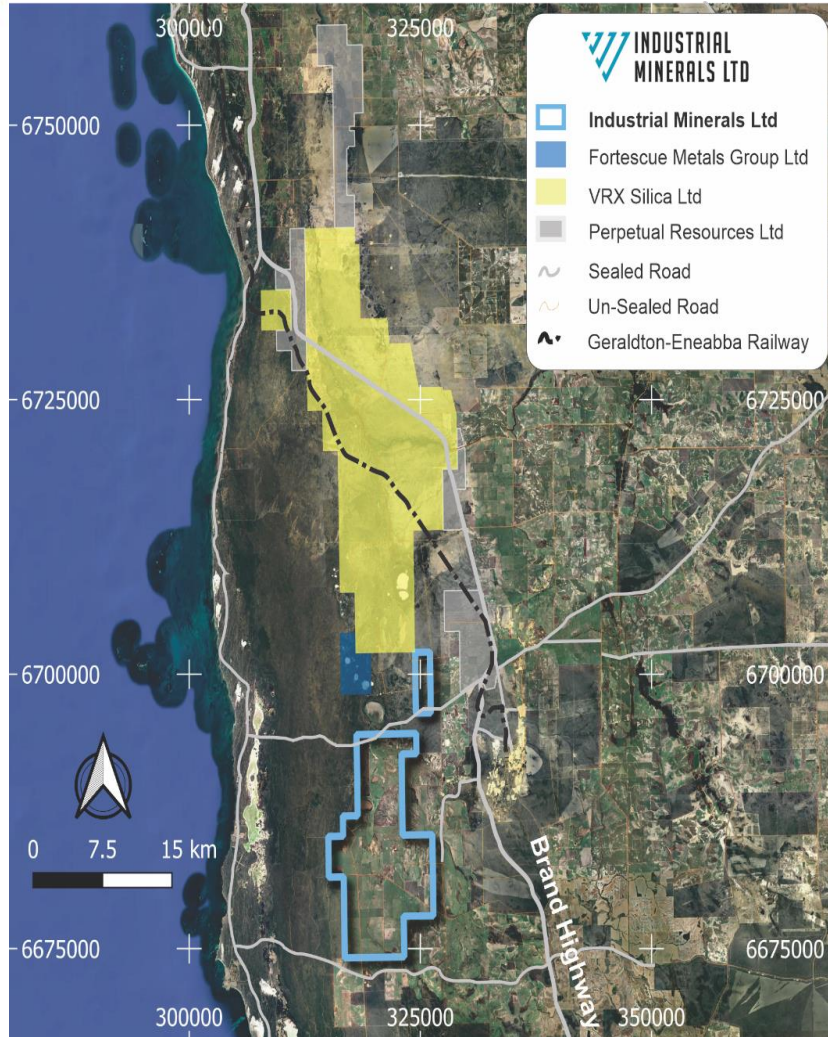 300000
325000
INDUSTRIAL
MINERALS LTD
Industrial Minerals Ltd
Fortescue Metals Group Ltd
VRX Silica Ltd
Perpetual Resources Ltd
Sealed Road
Un-Sealed Road
Geraldton-Eneabba Railway
6750000
6725000
6725000
6700000
6700000
0 7.5 15 km
Brand Highway
6675000
6675000
300000
325000
350000